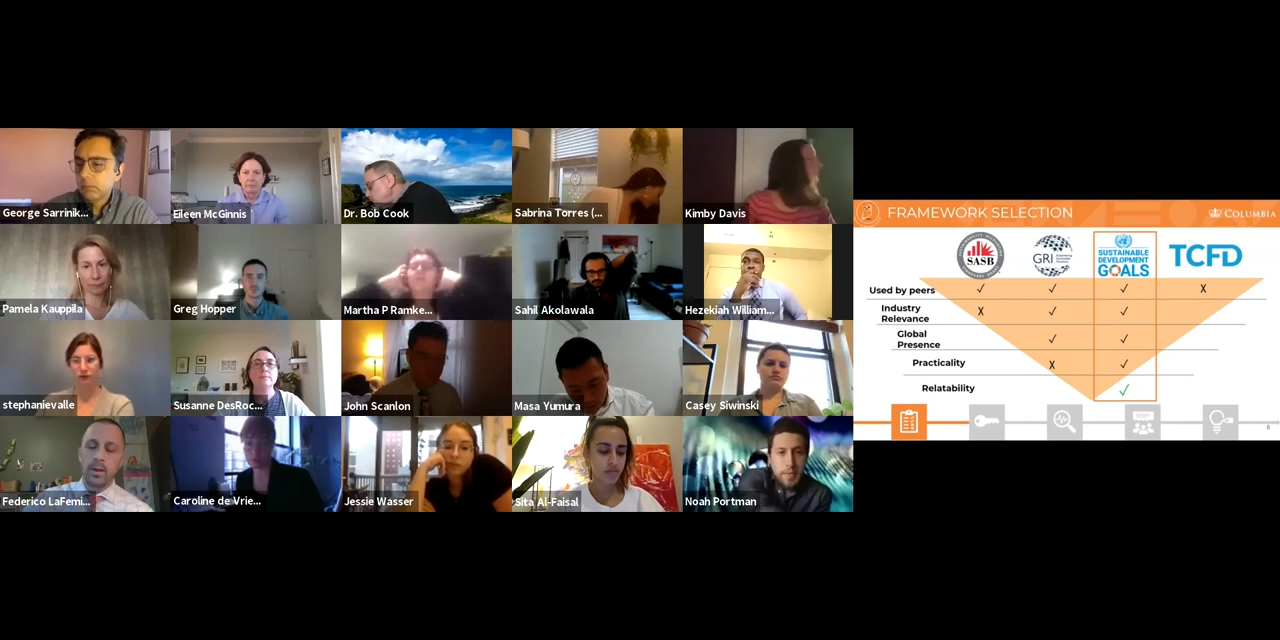 George Sarrinik...
Eileen McGinnis
Dr. Bob Cook
Sabrina Torres (...
Kimby Davis
Pamela Kauppila
Greg Hopper
Martha P Ramke...
Sahil Akolawala
Hezekiah William...
stephanievalle
Susanne DesRoc...
John Scanlon
Masa Yumura
Casey Siwinski
Federico LaFemi...
Caroline de Vrie...
Jessie Wasser
Sita Al-Faisal
Noah Portman
FRAMEWORK SELECTION
COLUMBIA
SASB
GRI
SUSTAINABLE
DEVELOPMENT
GOALS
TCFD
Used by peers ✓ ✓ ✓ X
Industry
Relevance X ✓ ✓
Global
Presence ✓ ✓
Practicality X ✓
Relatability ✓